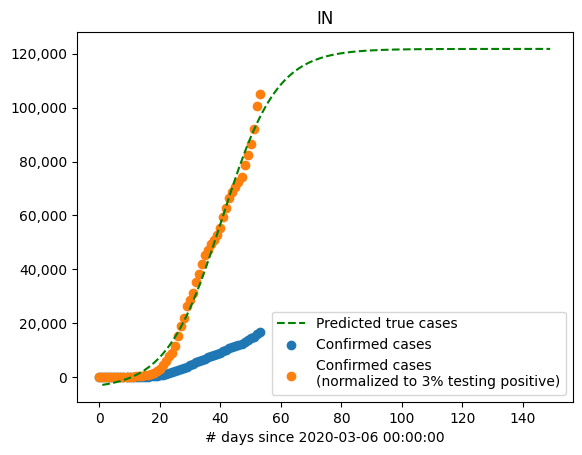 IN
120,000
100,000
80,000
60,000
40,000
20,000
0
0 20 40 60 80 100 120 140
# days since 2020-03-06 00:00:00
Predicted true cases
Confirmed cases
Confirmed cases
(normalized to 3% testing positive)